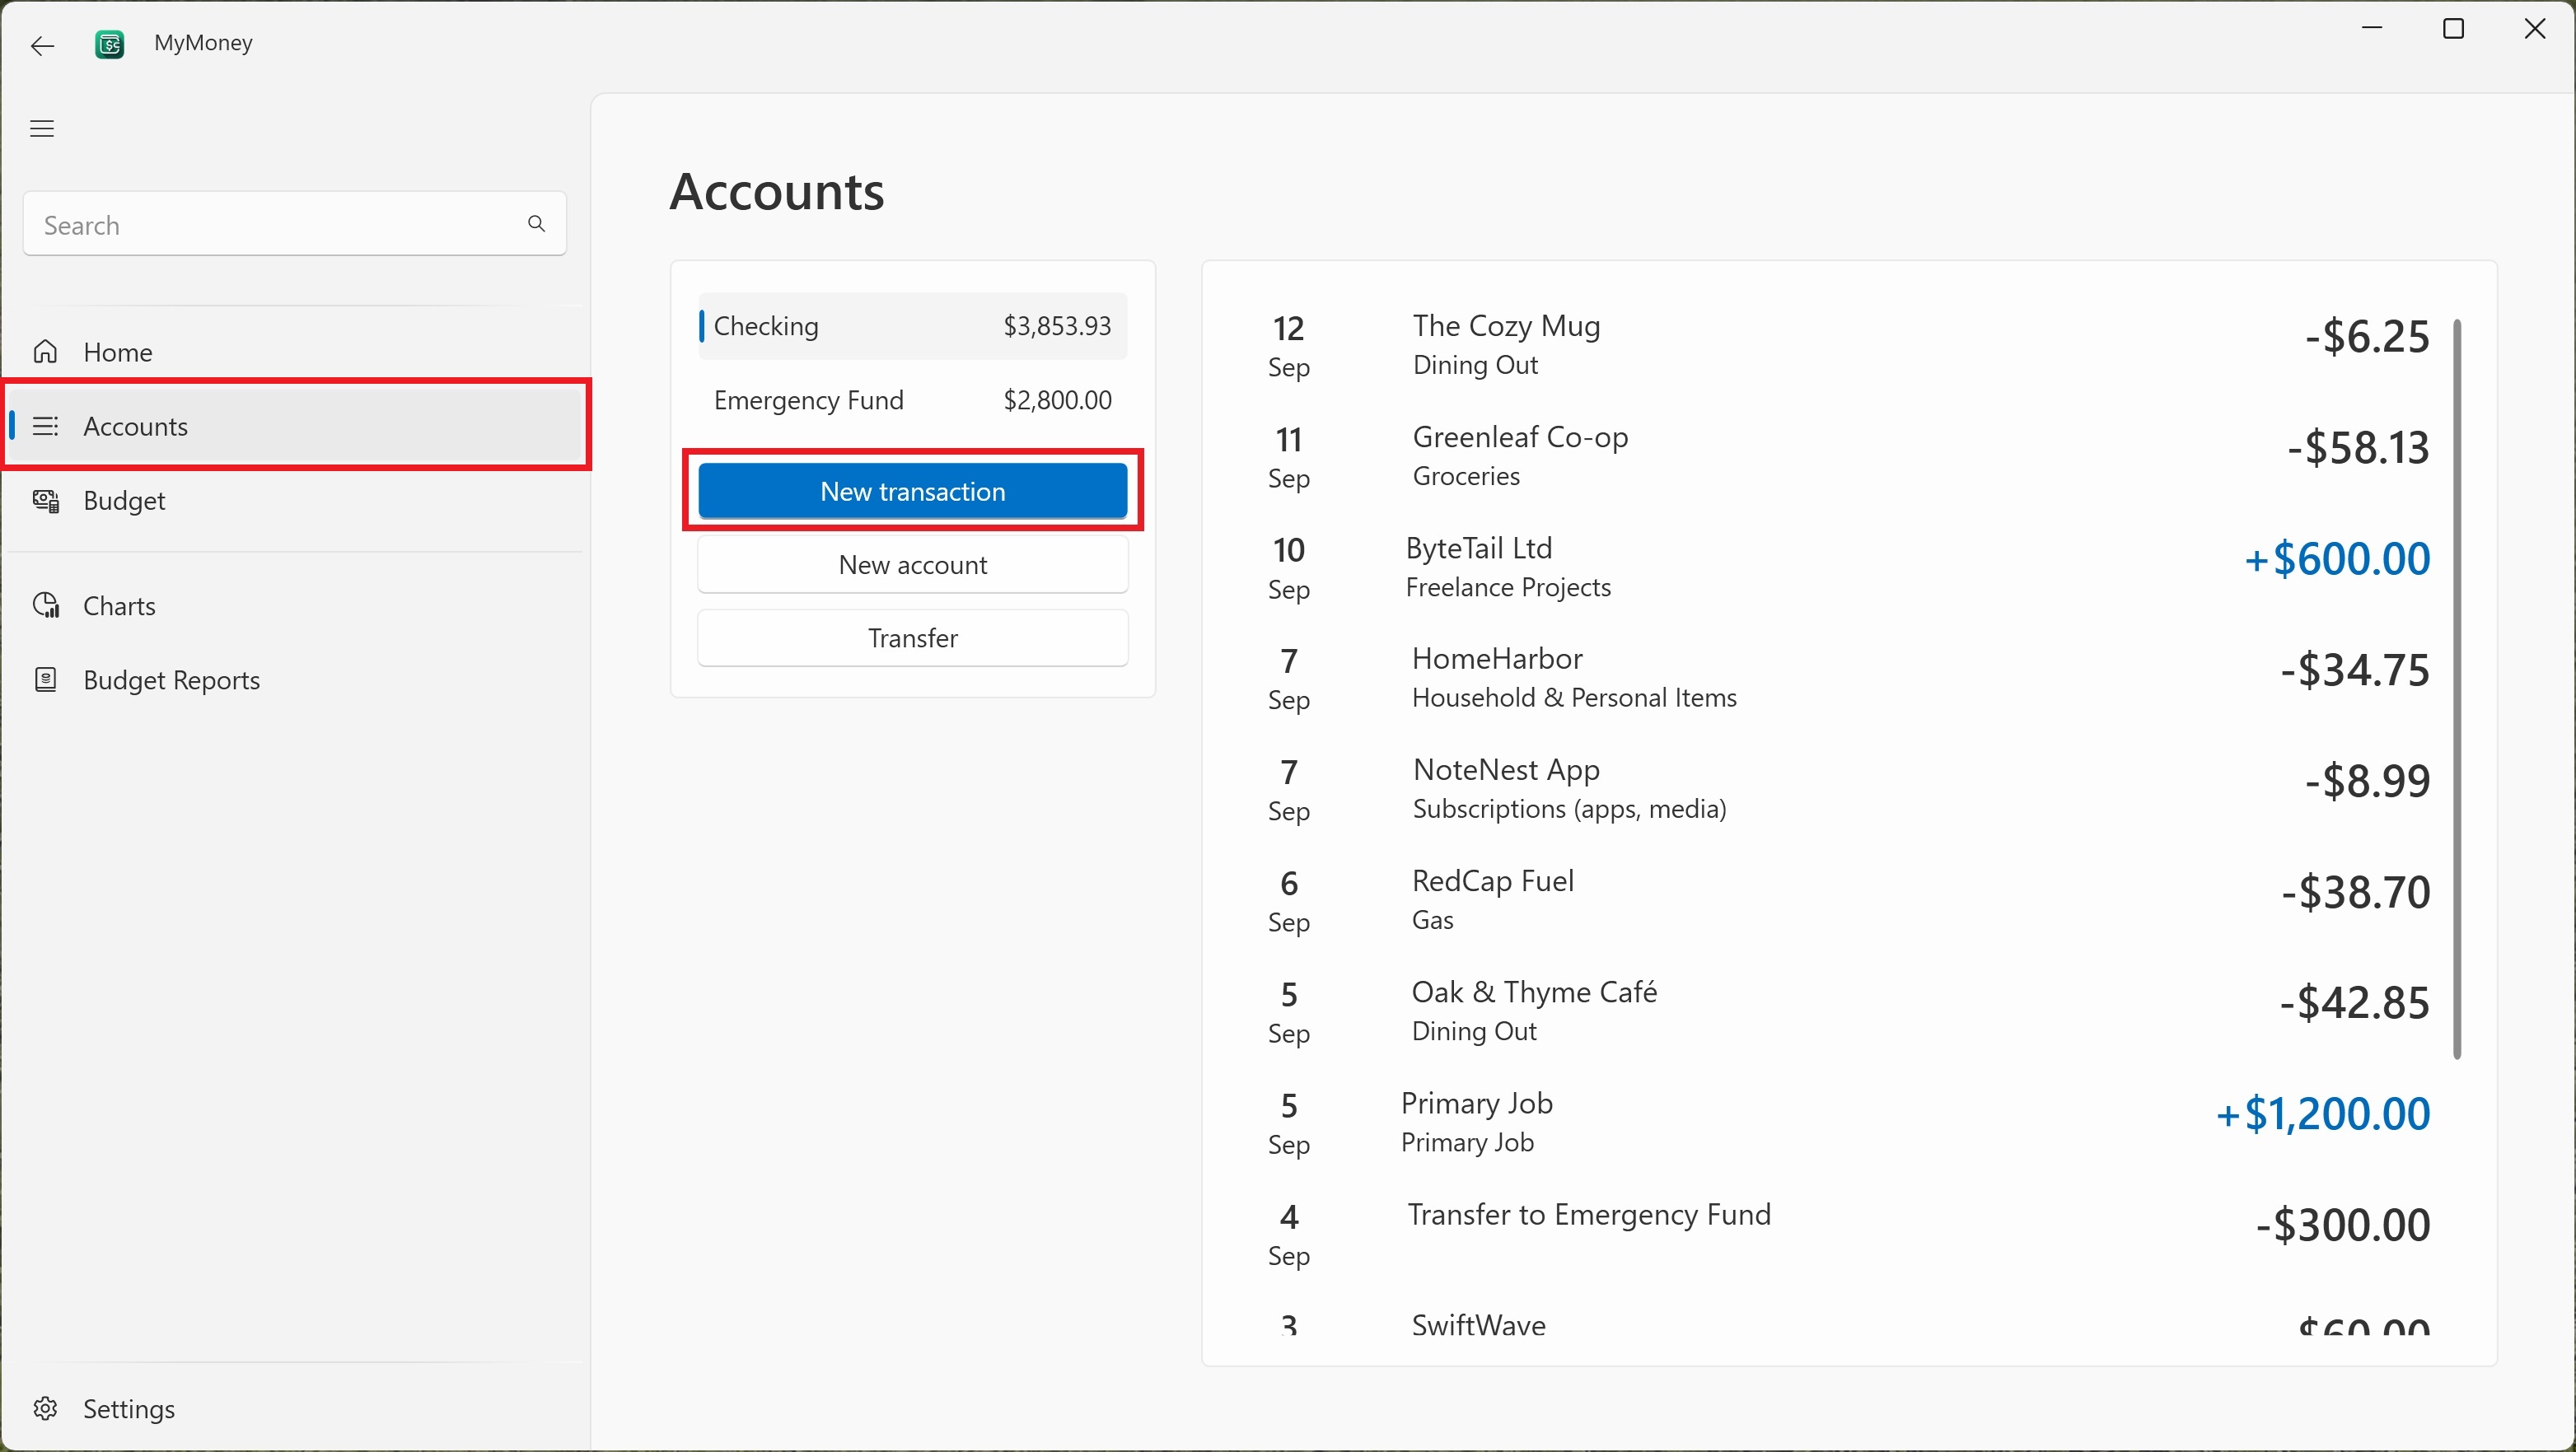 MyMoney
Search
Home
Accounts
Budget
Charts
Budget Reports
Settings
Accounts
Checking $3,853.93
Emergency Fund $2,800.00
New transaction
New account
Transfer
12 The Cozy Mug -$6.25
Sep Dining Out
11 Greenleaf Co-op -$58.13
Sep Groceries
10 ByteTail Ltd +$600.00
Sep Freelance Projects
7 HomeHarbor -$34.75
Sep Household & Personal Items
7 NoteNest App -$8.99
Sep Subscriptions (apps, media)
6 RedCap Fuel -$38.70
Sep Gas
5 Oak & Thyme Café -$42.85
Sep Dining Out
5 Primary Job +$1,200.00
Sep Primary Job
4 Transfer to Emergency Fund -$300.00
Sep
3 SwiftWave $60.00